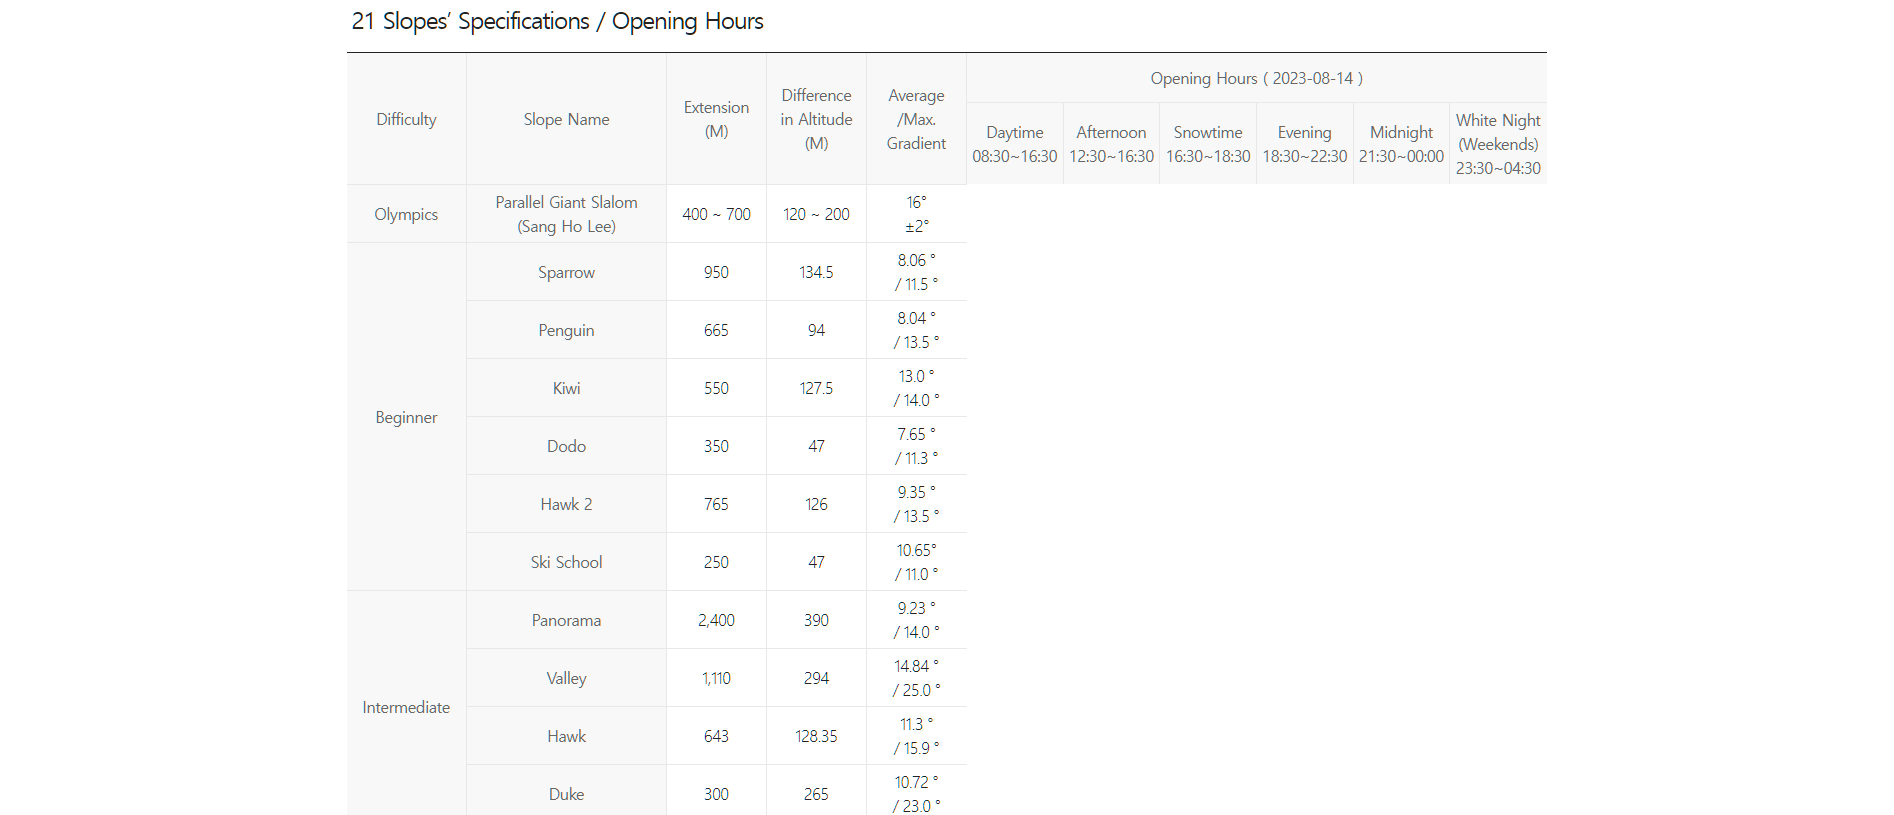 21 Slopes’ Specifications / Opening Hours
Difficulty
Slope Name
Extension
(M)
Difference
in Altitude
(M)
Average
/Max.
Gradient
Opening Hours ( 2023-08-14 )
Daytime
08:30~16:30
Afternoon
12:30~16:30
Snowtime
16:30~18:30
Evening
18:30~22:30
Midnight
21:30~00:00
White Night
(Weekends)
23:30~04:30
Olympics
Parallel Giant Slalom
(Sang Ho Lee)
400 ~ 700
120 ~ 200
16°
±2°
Beginner
Sparrow
950
134.5
8.06 °
/ 11.5 °
Penguin
665
94
8.04 °
/ 13.5 °
Kiwi
550
127.5
13.0 °
/ 14.0 °
Dodo
350
47
7.65 °
/ 11.3 °
Hawk 2
765
126
9.35 °
/ 13.5 °
Ski School
250
47
10.65°
/ 11.0 °
Intermediate
Panorama
2,400
390
9.23 °
/ 14.0 °
Valley
1,110
294
14.84 °
/ 25.0 °
Hawk
643
128.35
11.3 °
/ 15.9 °
Duke
300
265
10.72 °
/ 23.0 °